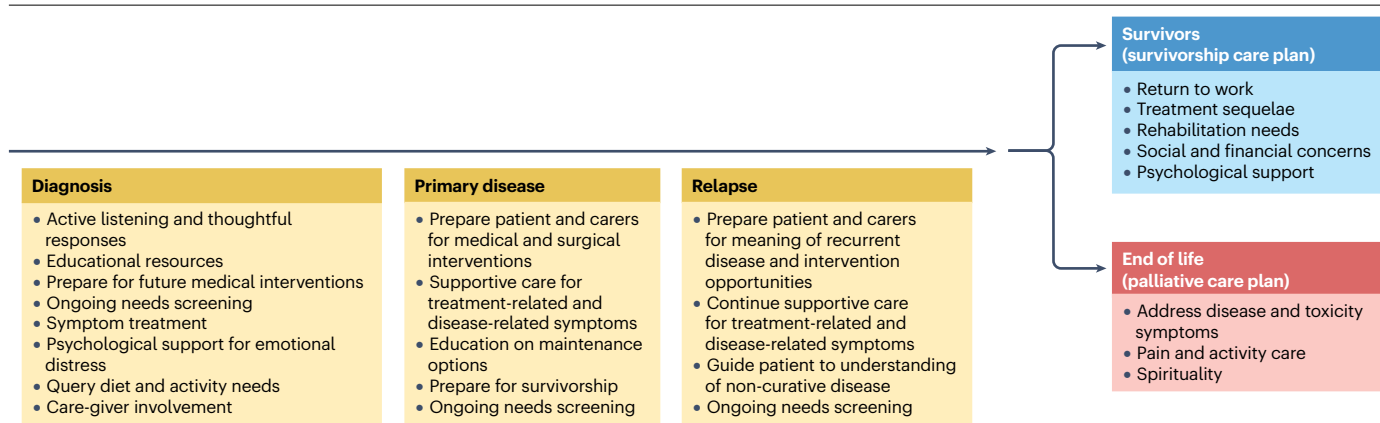 Survivors
(survivorship care plan)
• Return to work
• Treatment sequelae
• Rehabilitation needs
• Social and financial concerns
• Psychological support
Diagnosis
• Active listening and thoughtful
responses
• Educational resources
• Prepare for future medical interventions
• Ongoing needs screening
• Symptom treatment
• Psychological support for emotional
distress
• Query diet and activity needs
• Care-giver involvement
Primary disease
• Prepare patient and carers
for medical and surgical
interventions
• Supportive care for
treatment-related and
disease-related symptoms
• Education on maintenance
options
• Prepare for survivorship
• Ongoing needs screening
Relapse
• Prepare patient and carers
for meaning of recurrent
disease and intervention
opportunities
• Continue supportive care
for treatment-related and
disease-related symptoms
• Guide patient to understanding
of non-curative disease
• Ongoing needs screening
End of life
(palliative care plan)
• Address disease and toxicity
symptoms
• Pain and activity care
• Spirituality